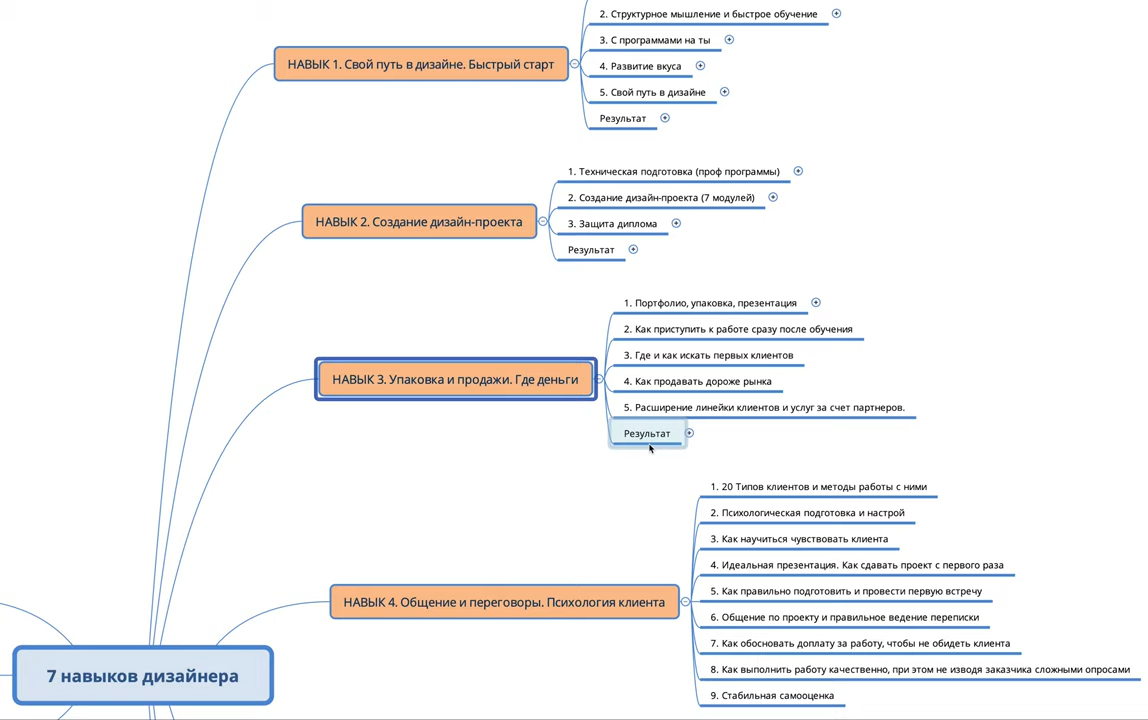 2. Структурное мышление и быстрое обучение
3. С программами на ты
НАВЫК 1. Свой путь в дизайне. Быстрый старт
4. Развитие вкуса
5. Свой путь в дизайне
Результат
1. Техническая подготовка (проф программы)
2. Создание дизайн-проекта (7 модулей)
НАВЫК 2. Создание дизайн-проекта
3. Защита диплома
Результат
1. Портфолио, упаковка, презентация
2. Как приступить к работе сразу после обучения
3. Где и как искать первых клиентов
НАВЫК 3. Упаковка и продажи. Где деньги
4. Как продавать дороже рынка
5. Расширение линейки клиентов и услуг за счет партнеров.
Результат
1. 20 Типов клиентов и методы работы с ними
2. Психологическая подготовка и настрой
3. Как научиться чувствовать клиента
4. Идеальная презентация. Как сдавать проект с первого раза
5. Как правильно подготовить и провести первую встречу
НАВЫК 4. Общение и переговоры. Психология клиента
6. Общение по проекту и правильное ведение переписки
7. Как обосновать доплату за работу, чтобы не обидеть клиента
8. Как выполнить работу качественно, при этом не изводя заказчика сложными опросами
9. Стабильная самооценка
7 навыков дизайнера